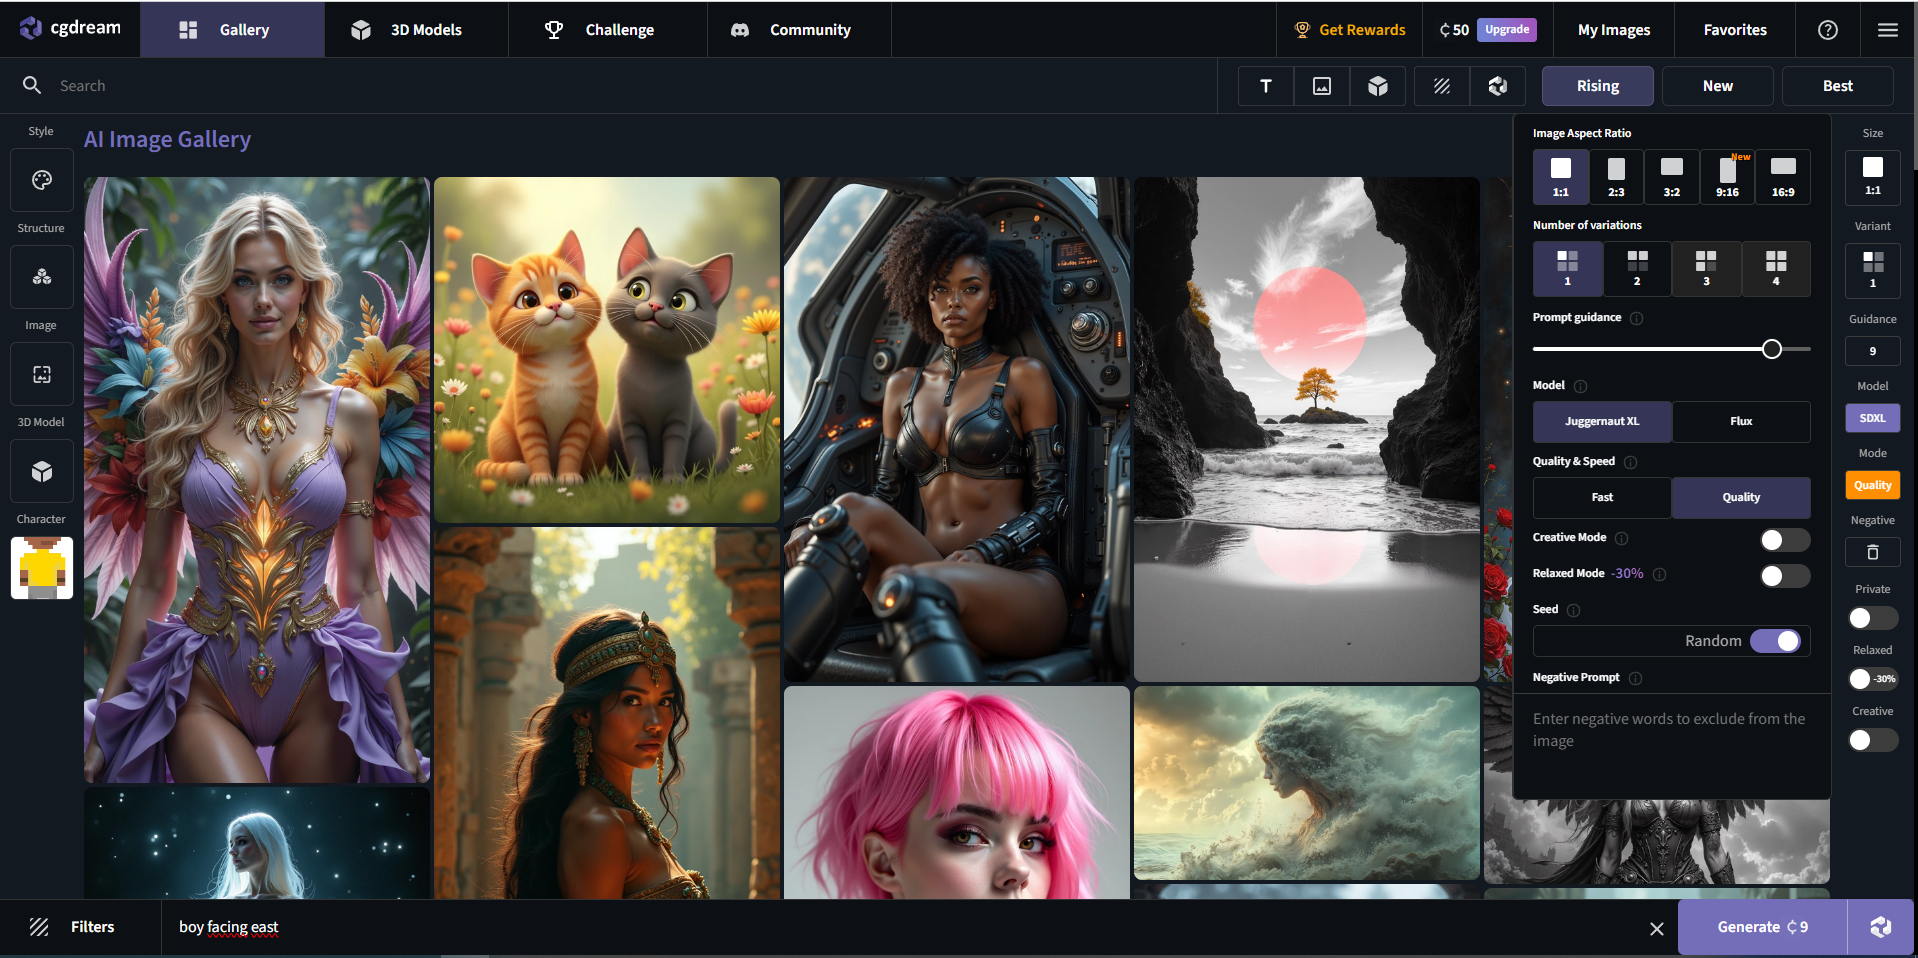 cgdream
Gallery
3D Models
Challenge
Community
Get Rewards
₵ 50
Upgrade
My Images
Favorites
Search
T
Rising
New
Best
Style
Structure
Image
3D Model
Character
AI Image Gallery
Image Aspect Ratio
New
1:1
2:3
3:2
9:16
16:9
Number of variations
1
2
3
4
Prompt guidance
Model
Juggernaut XL
Flux
Quality & Speed
Fast
Quality
Creative Mode
Relaxed Mode -30%
Seed
Random
Negative Prompt
Enter negative words to exclude from the
image
Size
1:1
Variant
1
Guidance
9
Model
SDXL
Mode
Quality
Negative
Private
Relaxed
-30%
Creative
Filters
boy facing east
Generate ₵ 9